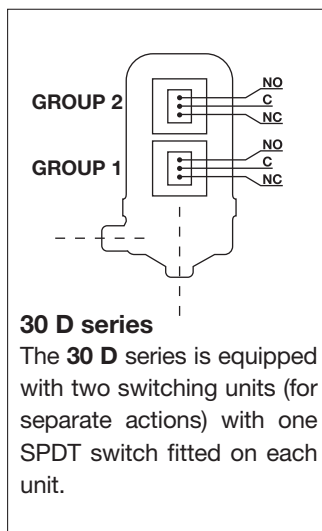 GROUP 2
NO
C
NC
GROUP 1
NO
C
NC
30 D series
The 30 D series is equipped
with two switching units (for
separate actions) with one
SPDT switch fitted on each
unit.